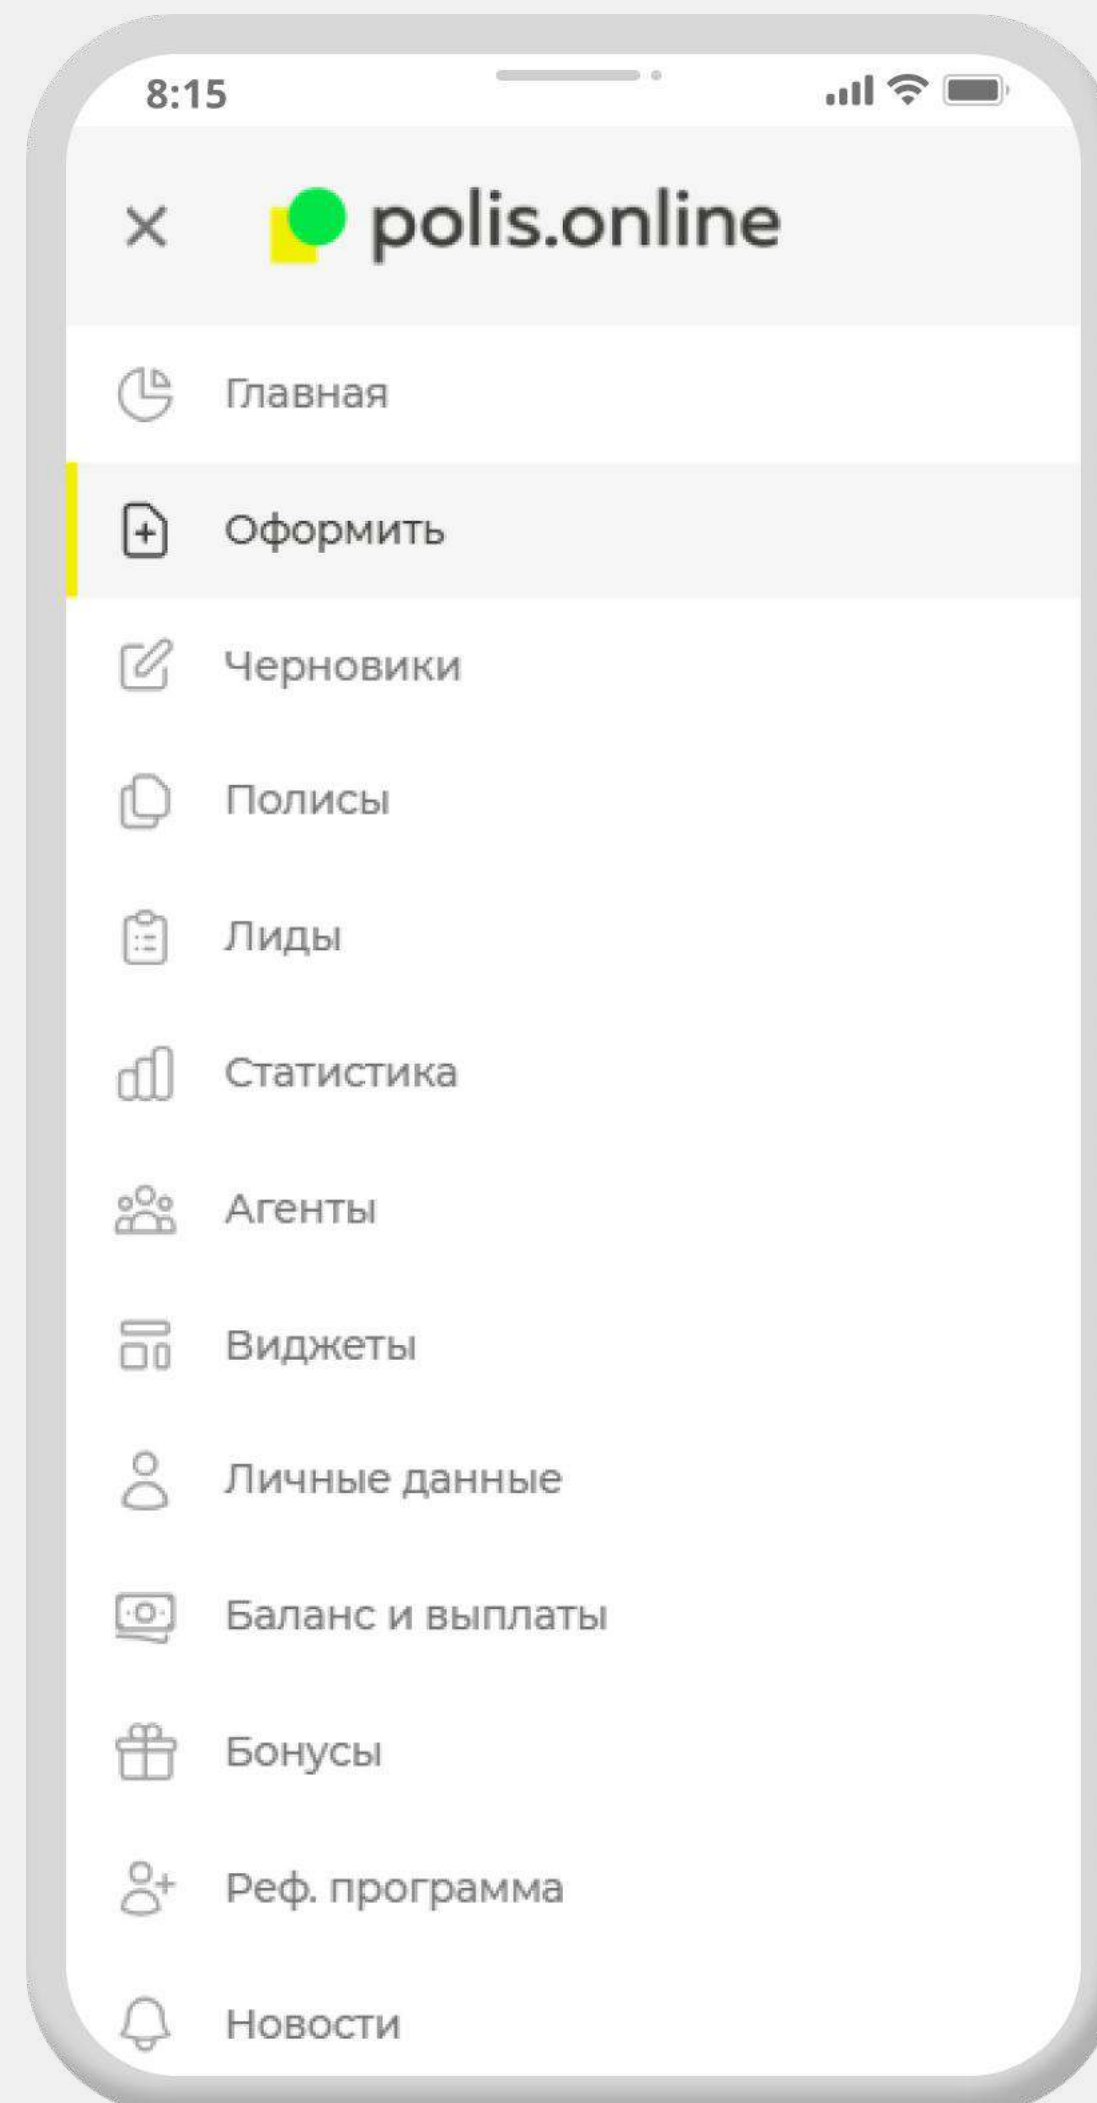 8:15
polis.online
Главная
Оформить
Черновики
Полисы
Лиды
Статистика
Агенты
Виджеты
Личные данные
Баланс и выплаты
Бонусы
Реф. программа
Новости